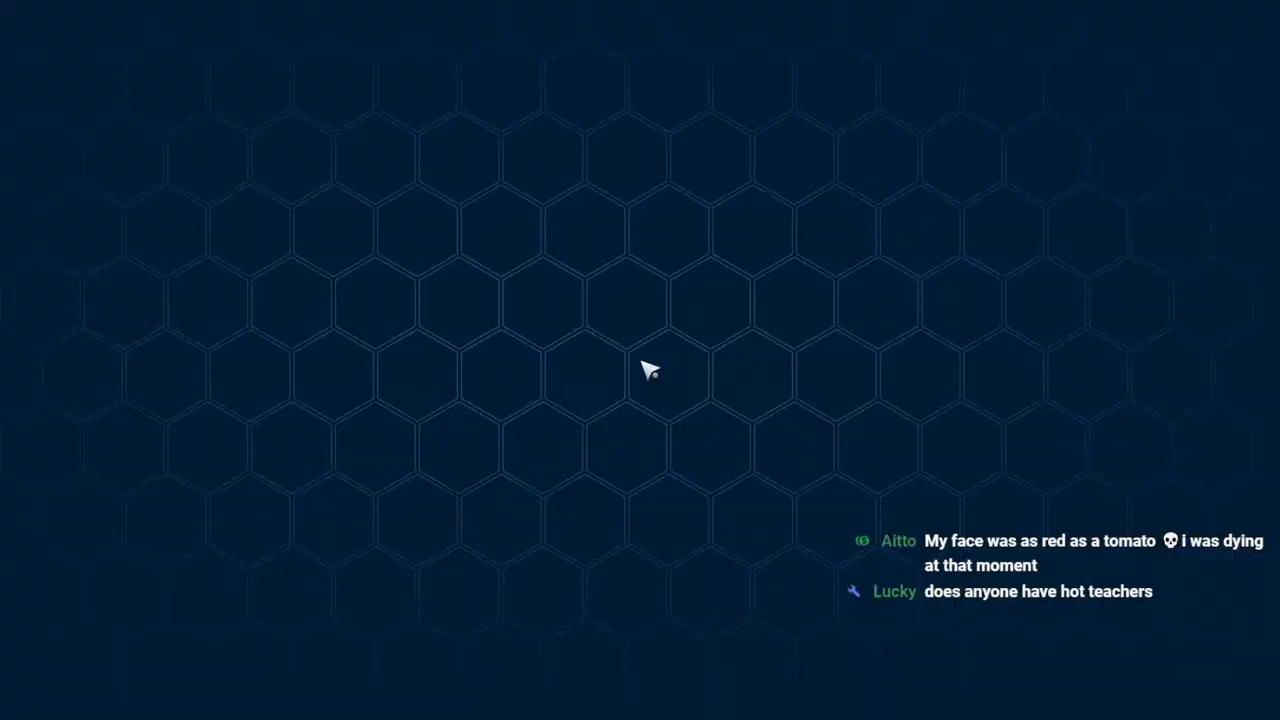 Aitto My face was as red as a tomato 💀 i was dying
at that moment
Lucky does anyone have hot teachers